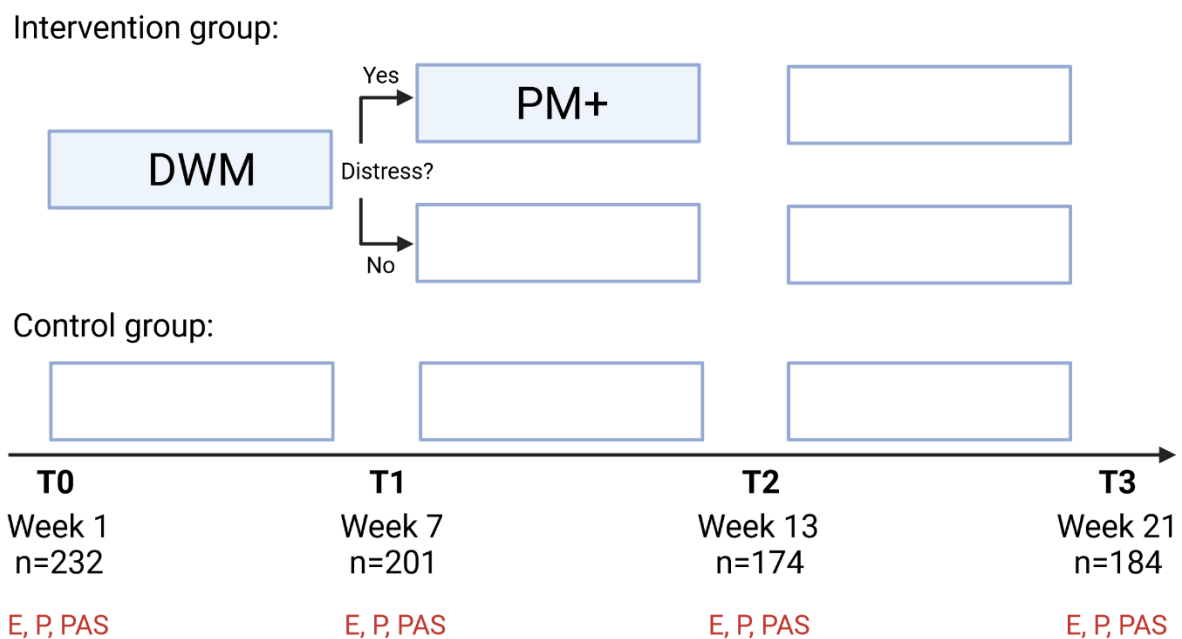 Intervention group:
Yes
PM+
DWM
Distress?
No
Control group:
T0 T1 T2 T3
Week 1 Week 7 Week 13 Week 21
n=232 n=201 n=174 n=184
E, P, PAS E, P, PAS E, P, PAS E, P, PAS